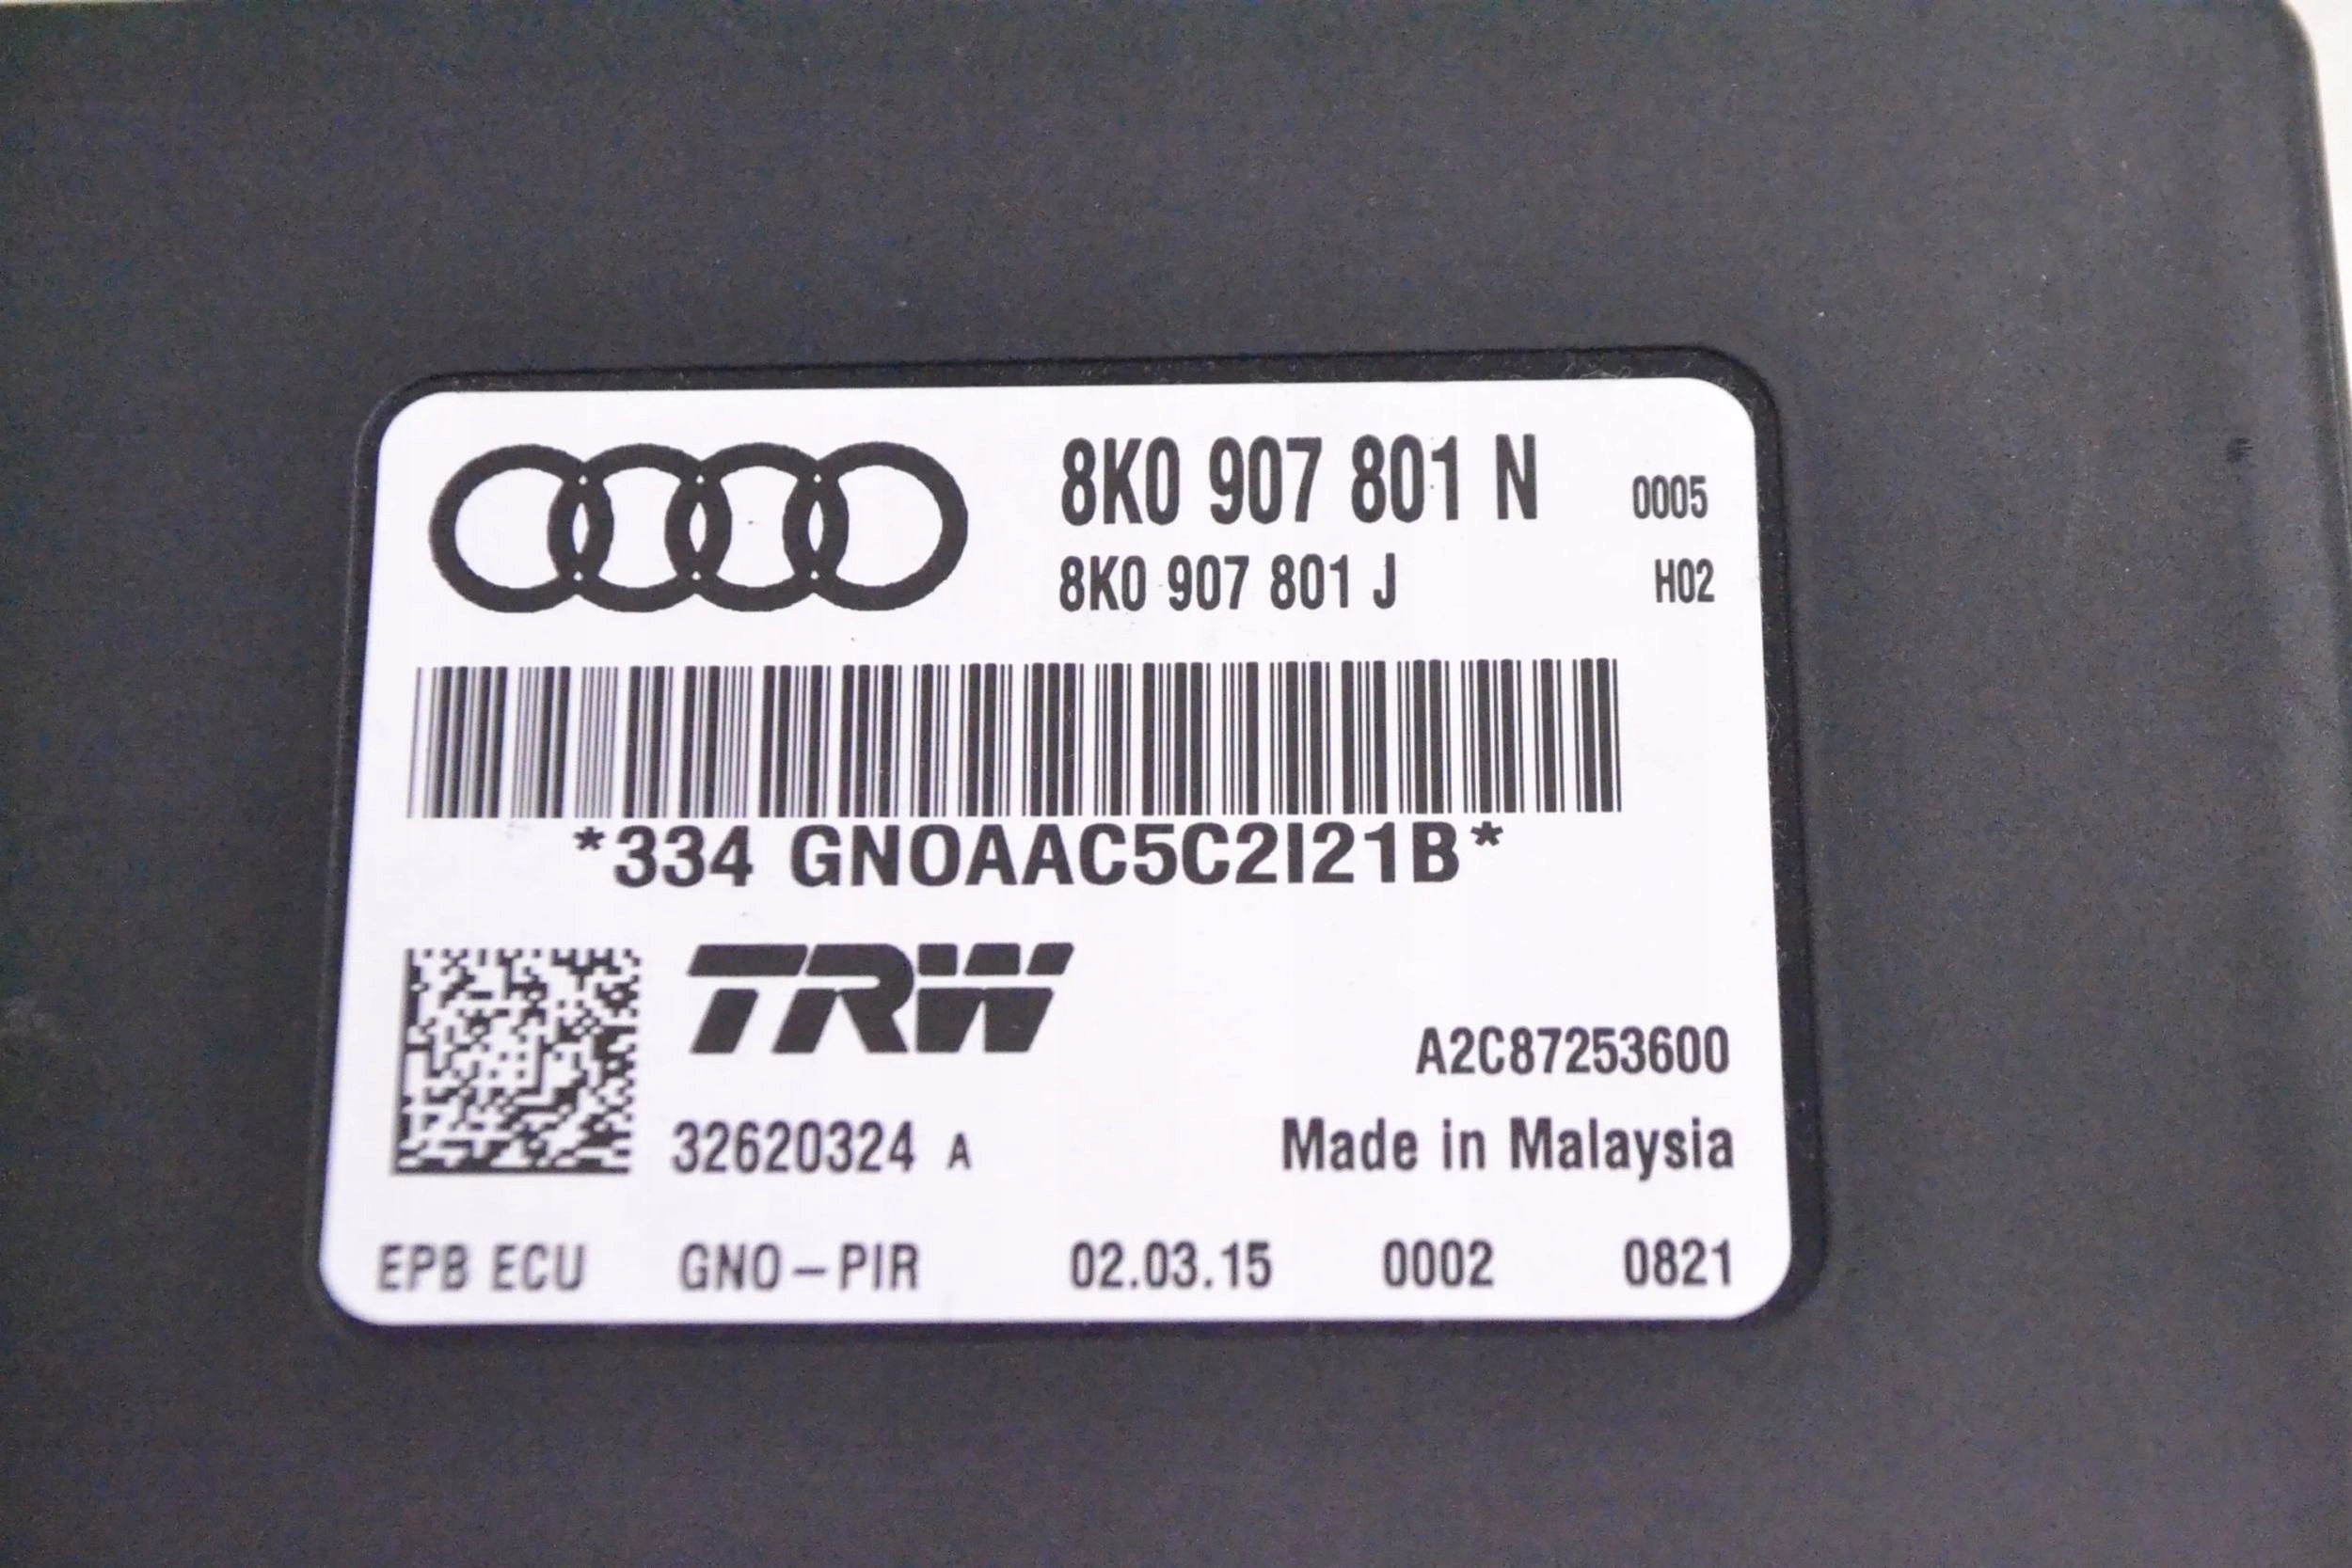 8K0 907 801 N 0005
8K0 907 801 J H02
*334 GNOAAC5C2I21B*
TRW
A2C87253600
32620324 A Made in Malaysia
EPB ECU GNO-PIR 02.03.15 0002 0821